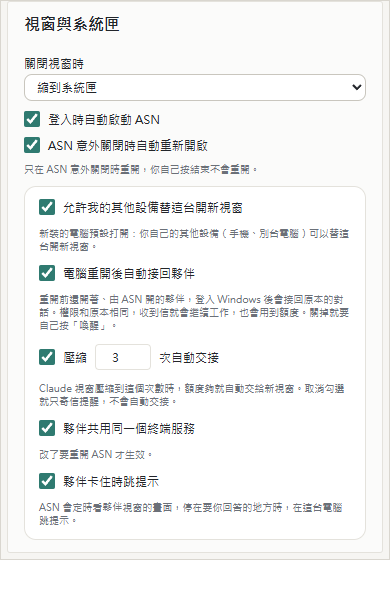 視窗與系統匣
關閉視窗時
縮到系統匣
登入時自動啟動 ASN
ASN 意外關閉時自動重新開啟
只在 ASN 意外關閉時重開，你自己按結束不會重開。
允許我的其他設備替這台開新視窗
新裝的電腦預設打開：你自己的其他設備（手機、別台電腦）可以替這
台開新視窗。
電腦重開後自動接回夥伴
重開前還開著、由 ASN 開的夥伴，登入 Windows 後會接回原本的對
話。權限和原本相同，收到信就會繼續工作，也會用到額度。關掉就要
自己按「喚醒」。
壓縮 3 次自動交接
Claude 視窗壓縮到這個次數時，額度夠就自動交給新視窗。取消勾選
就只寄信提醒，不會自動交接。
夥伴共用同一個終端服務
改了要重開 ASN 才生效。
夥伴卡住時跳提示
ASN 會定時看夥伴視窗的畫面，停在要你回答的地方時，在這台電腦
跳提示。